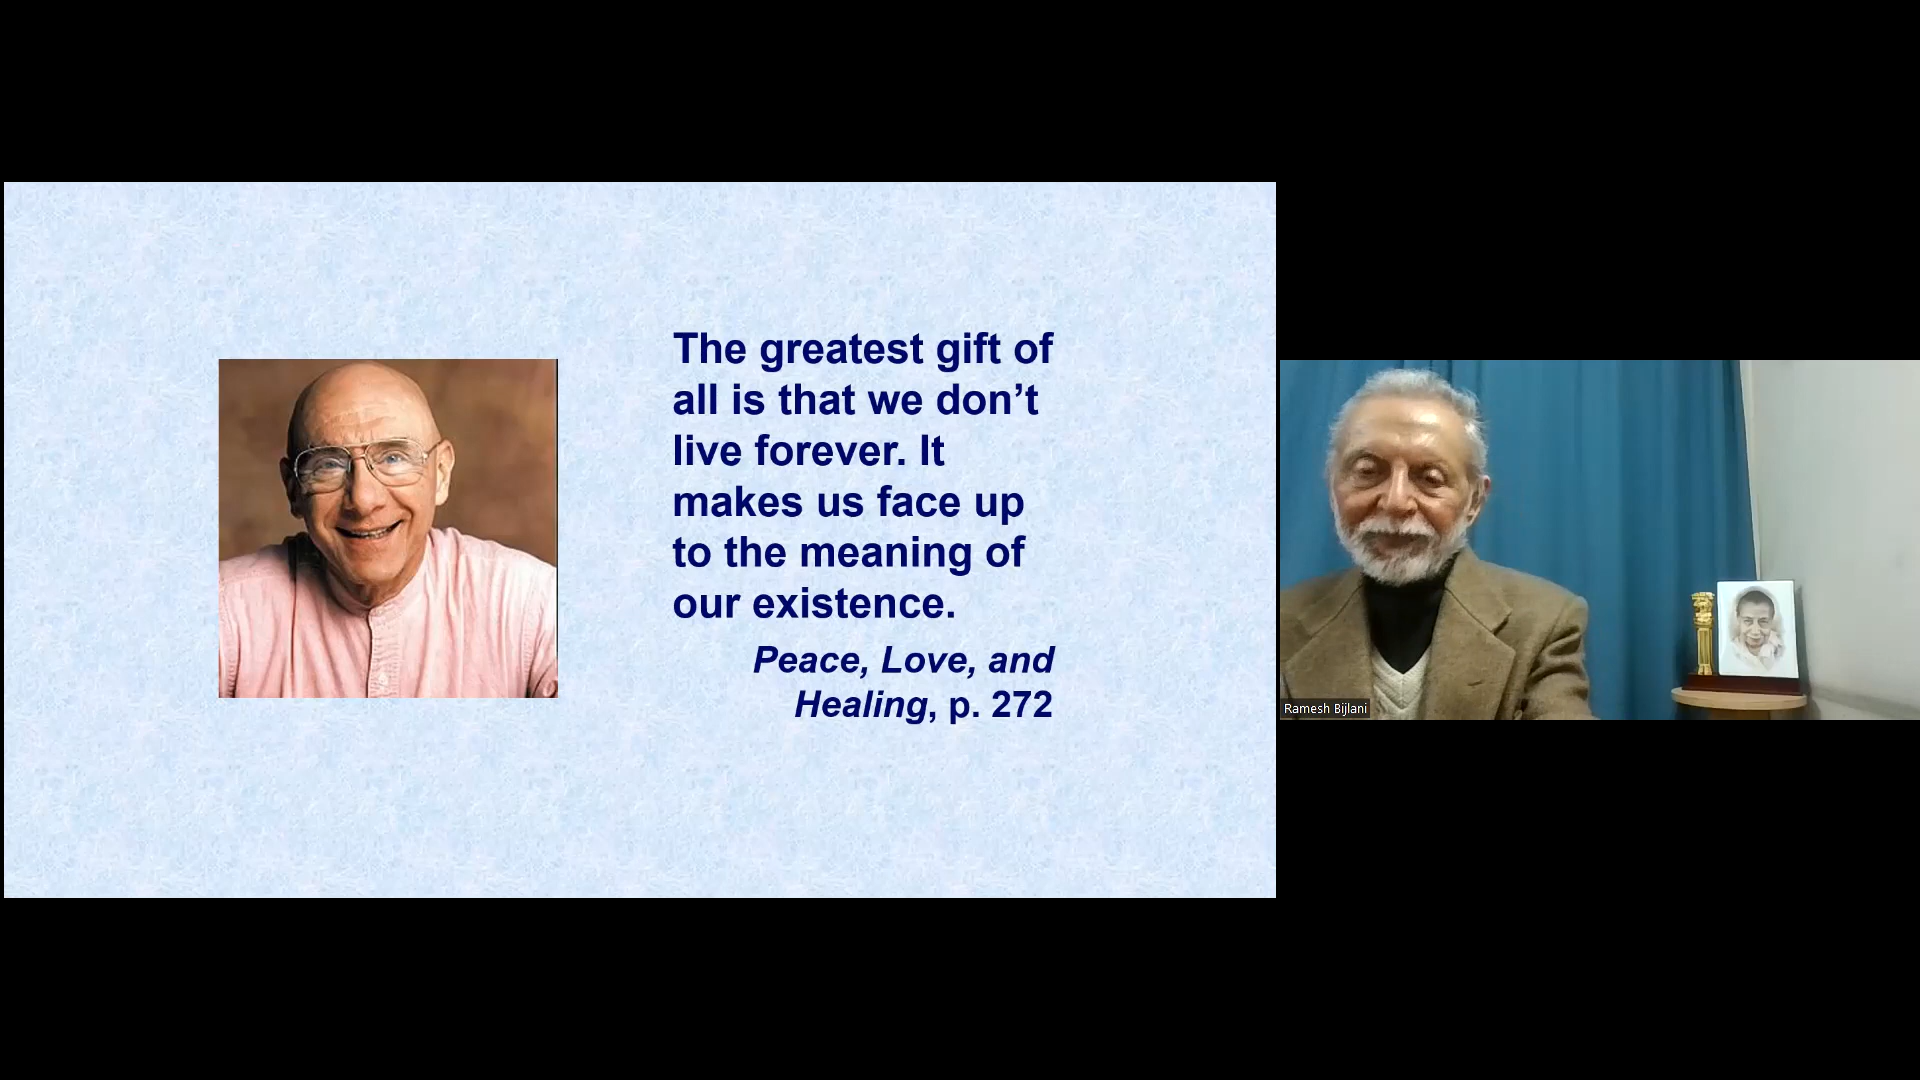 The greatest gift of
all is that we don’t
live forever. It
makes us face up
to the meaning of
our existence.
Peace, Love, and
Healing, p. 272
Ramesh Bijlani